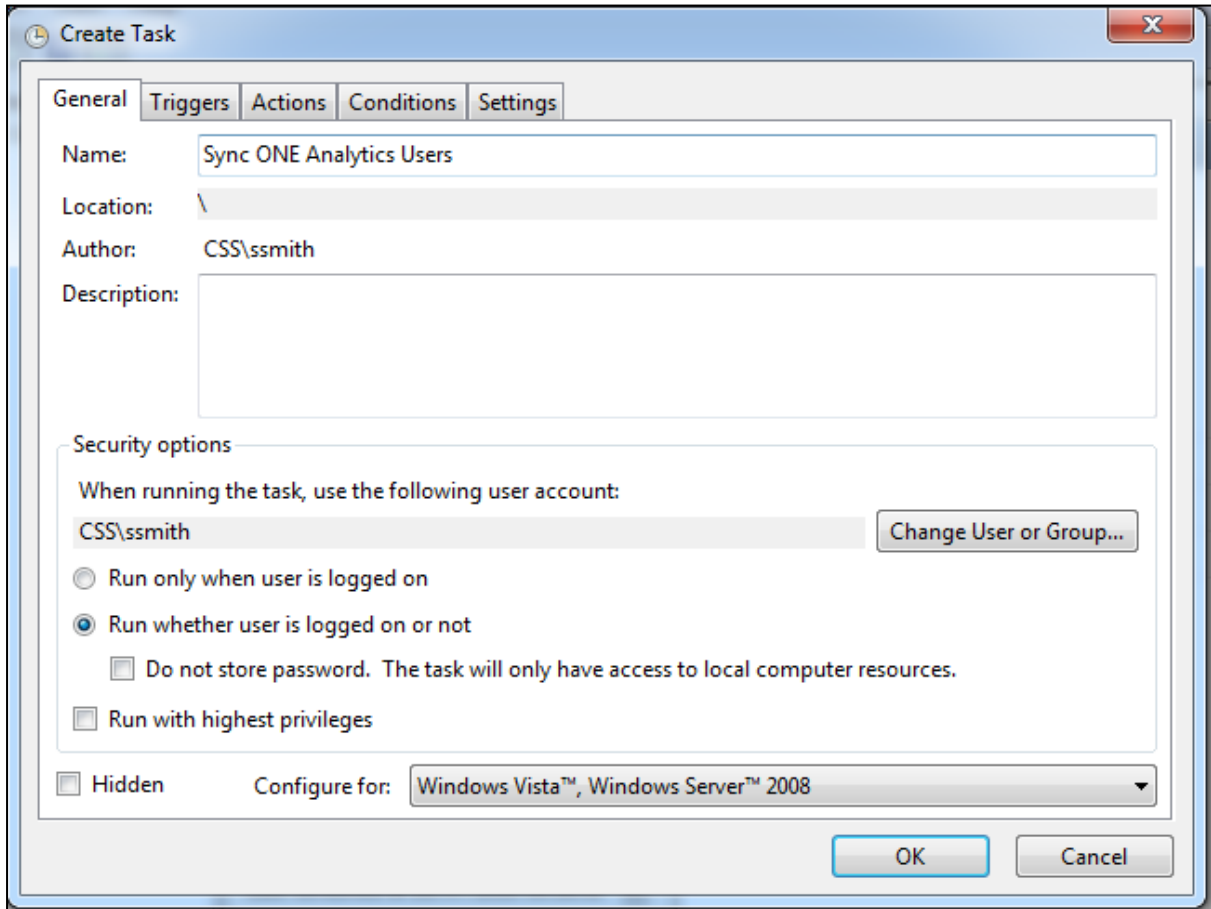 Create Task
General Triggers Actions Conditions Settings
Name: Sync ONE Analytics Users
Location: \
Author: CSS\ssmith
Description:
Security options
When running the task, use the following user account:
CSS\ssmith Change User or Group...
Run only when user is logged on
Run whether user is logged on or not
Do not store password. The task will only have access to local computer resources.
Run with highest privileges
Hidden Configure for: Windows Vista™, Windows Server™ 2008
OK Cancel